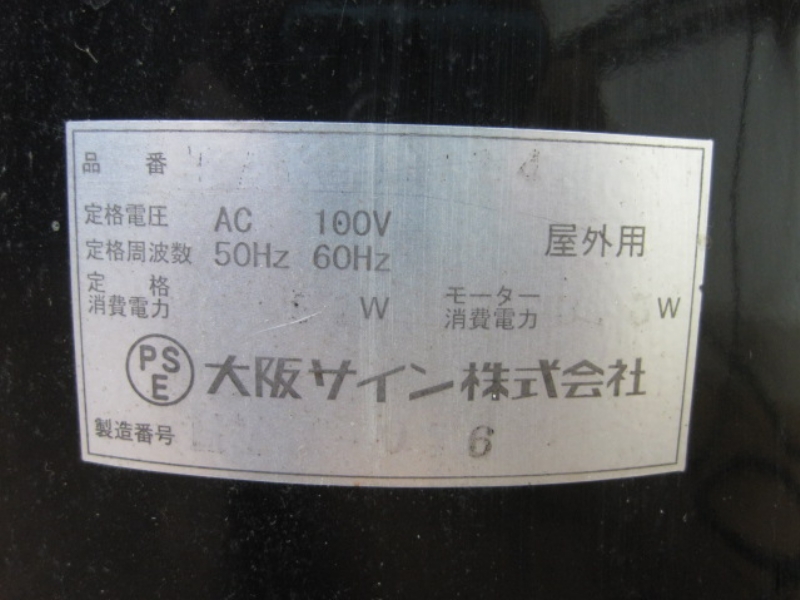 品番
定格電圧 AC 100V
定格周波数 50Hz 60Hz
屋外用
定格
消費電力 W
モーター
消費電力 W
PSE 大阪サイン株式会社
製造番号 6